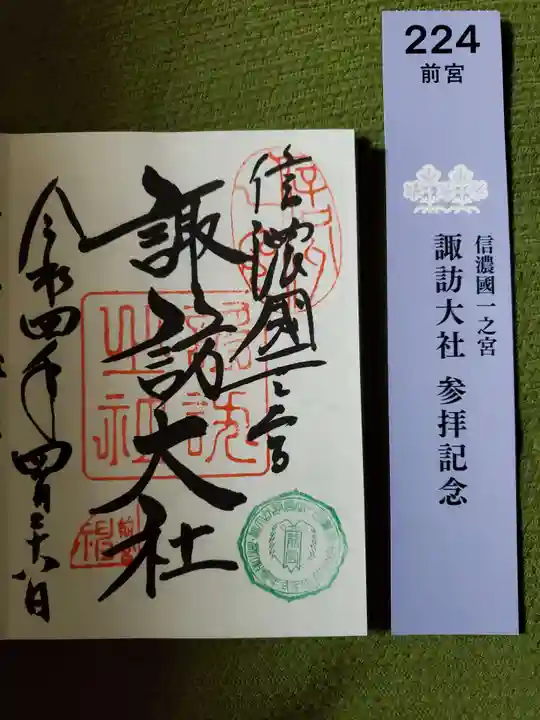 信濃國一之宮
諏訪大社
令和四年四月二十八日
224
前宮
信濃國一之宮
諏訪大社 参拝記念